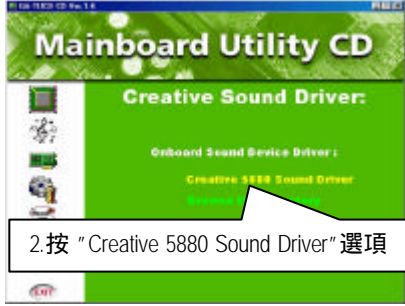 Mainboard Utility CD
Creative Sound Driver:
Onboard Sound Device Driver :
Creative 5880 Sound Driver
2.按 "Creative 5880 Sound Driver"選項
EXIT